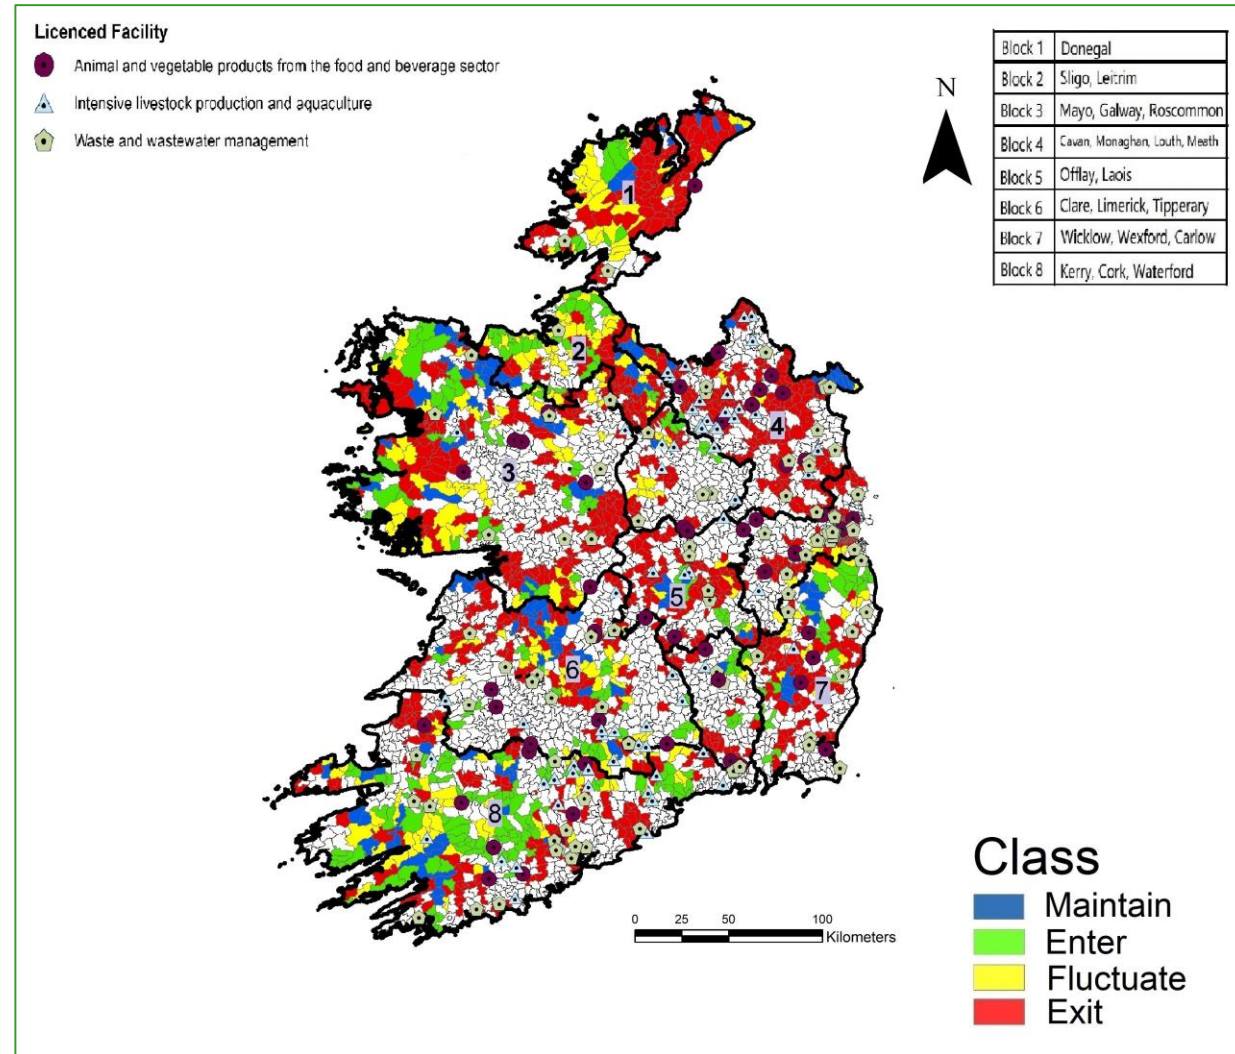 Licenced Facility
Animal and vegetable products from the food and beverage sector
Intensive livestock production and aquaculture
Waste and wastewater management
N
Block 1 Donegal
Block 2 Sligo, Leitrim
Block 3 Mayo, Galway, Roscommon
Block 4 Cavan, Monaghan, Louth, Meath
Block 5 Offlay, Laois
Block 6 Clare, Limerick, Tipperary
Block 7 Wicklow, Wexford, Carlow
Block 8 Kerry, Cork, Waterford
1
2
4
3
5
6
7
8
Class
Maintain
Enter
Fluctuate
Exit
0 25 50 100
Kilometers